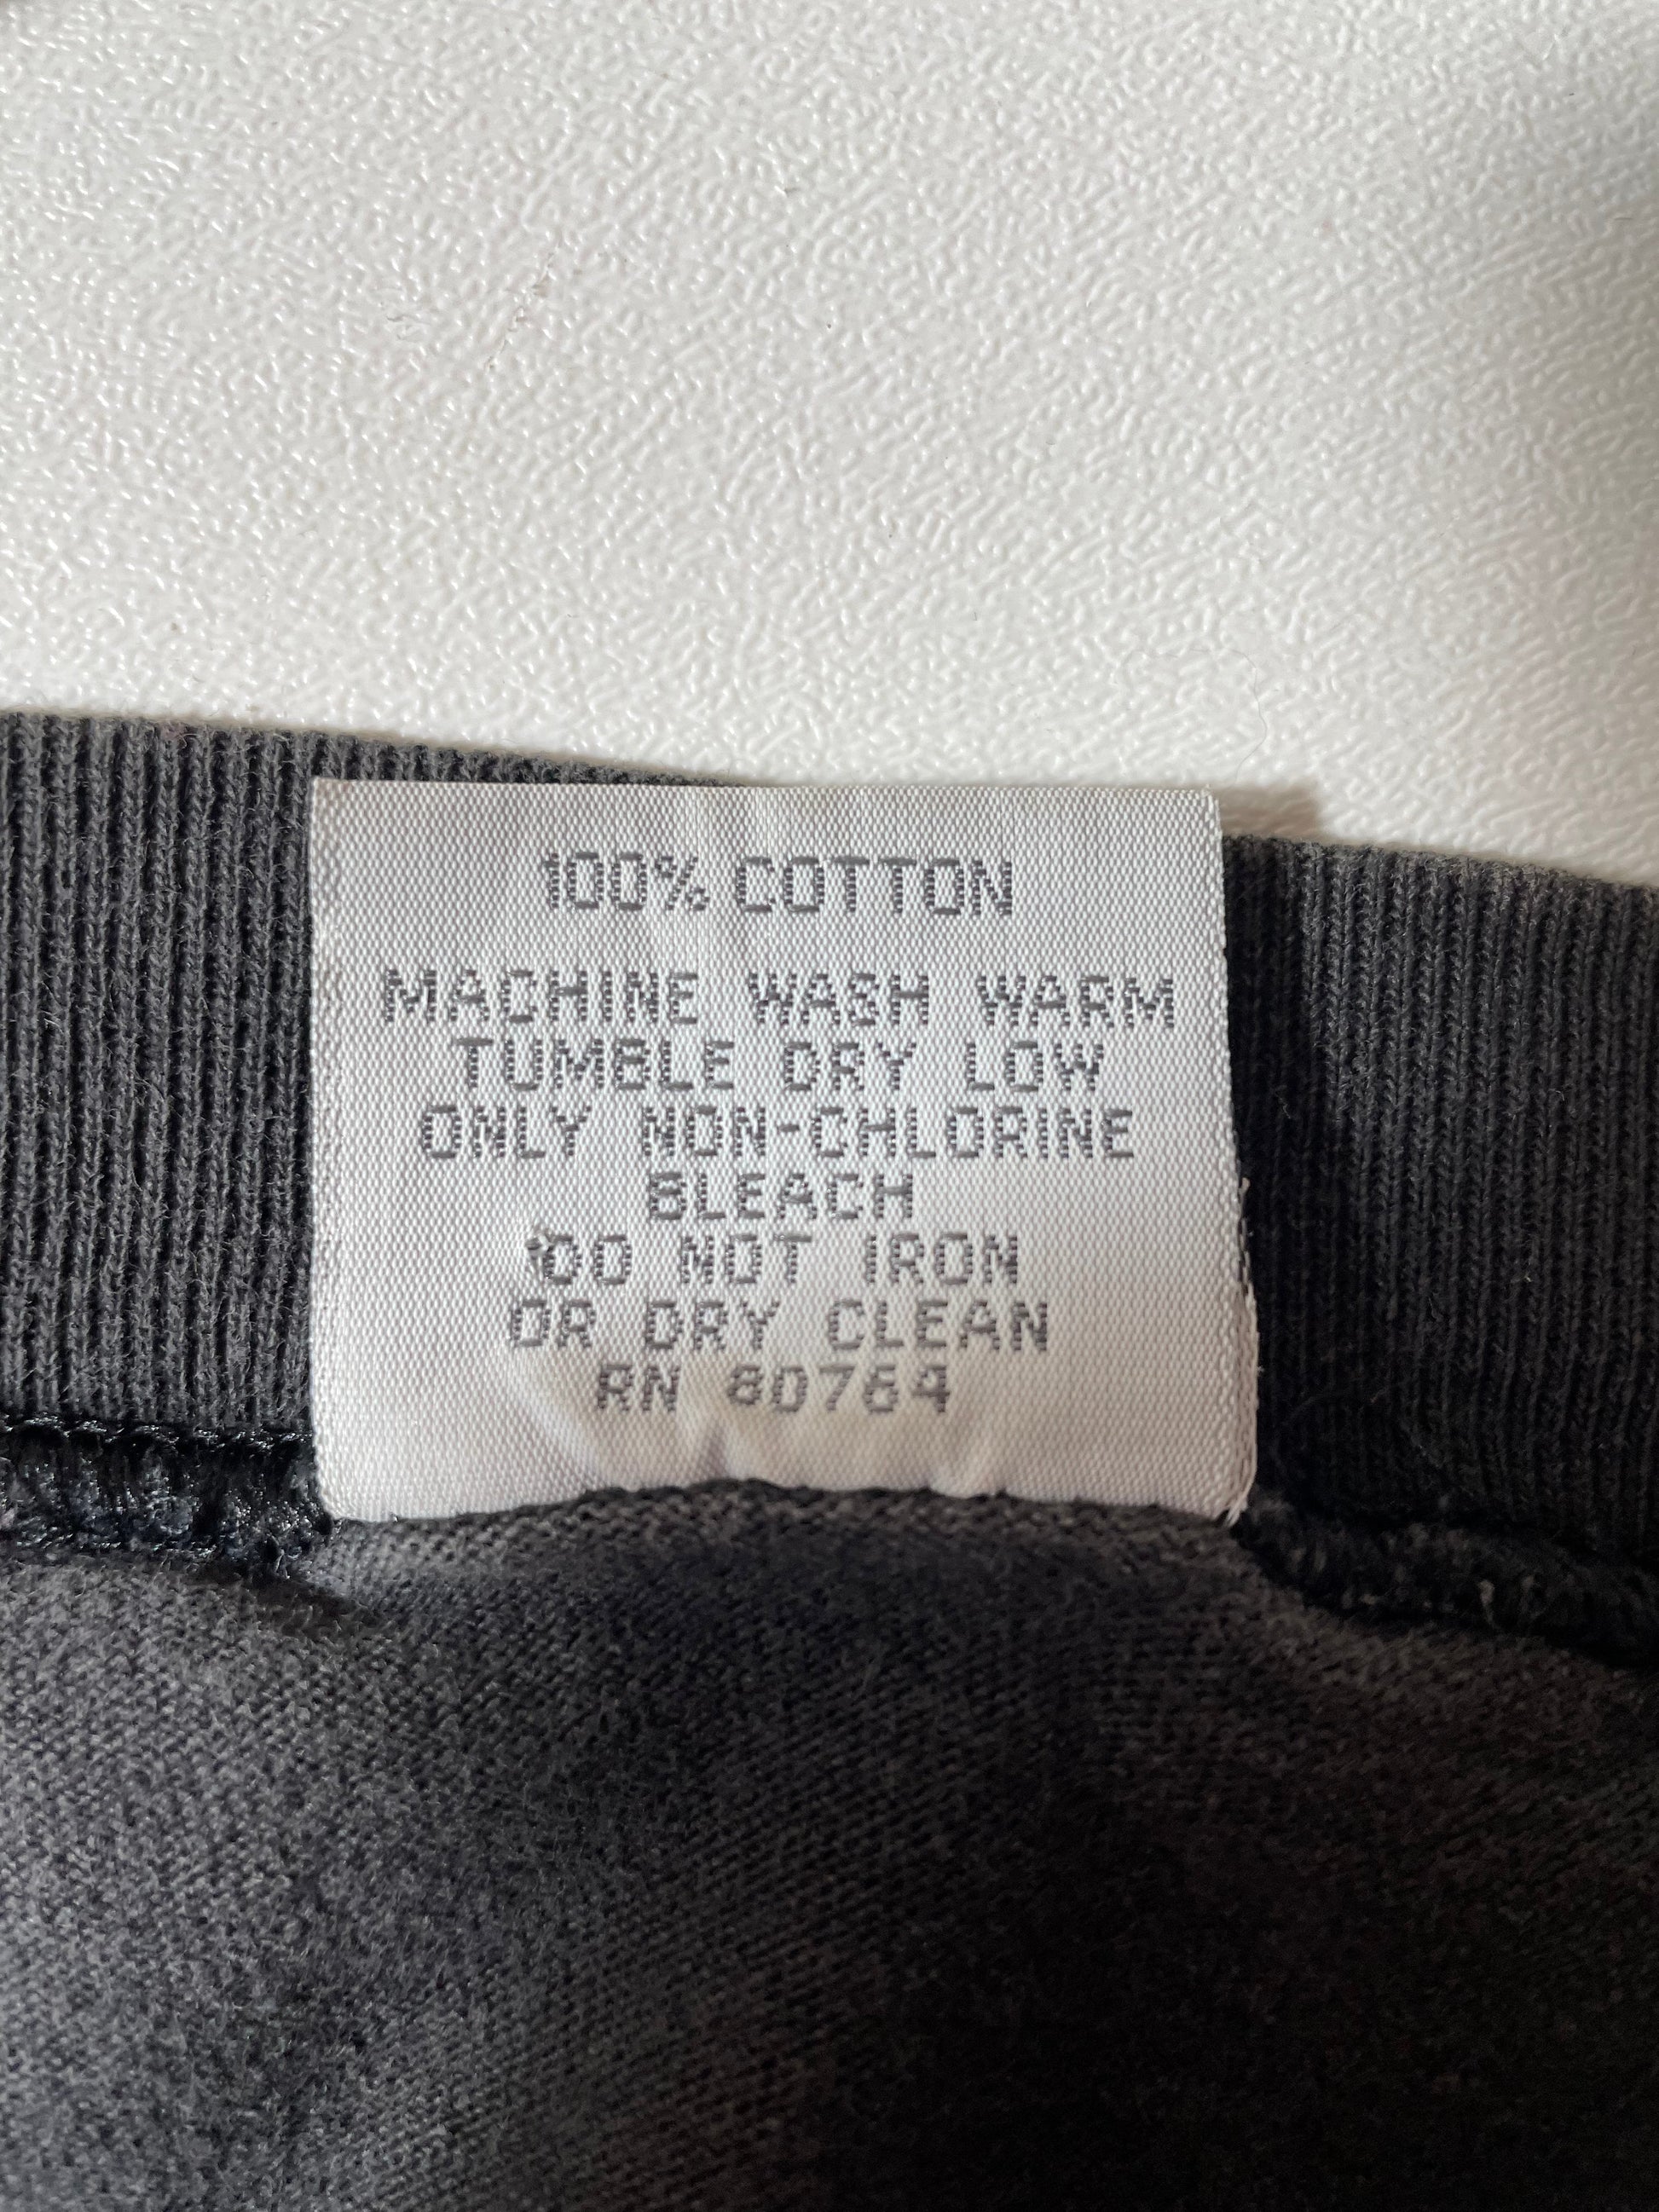 100% COTTON
MACHINE WASH WARM
TUMBLE DRY LOW
ONLY NON-CHLORINE
BLEACH
DO NOT IRON
OR DRY CLEAN
RN 80764